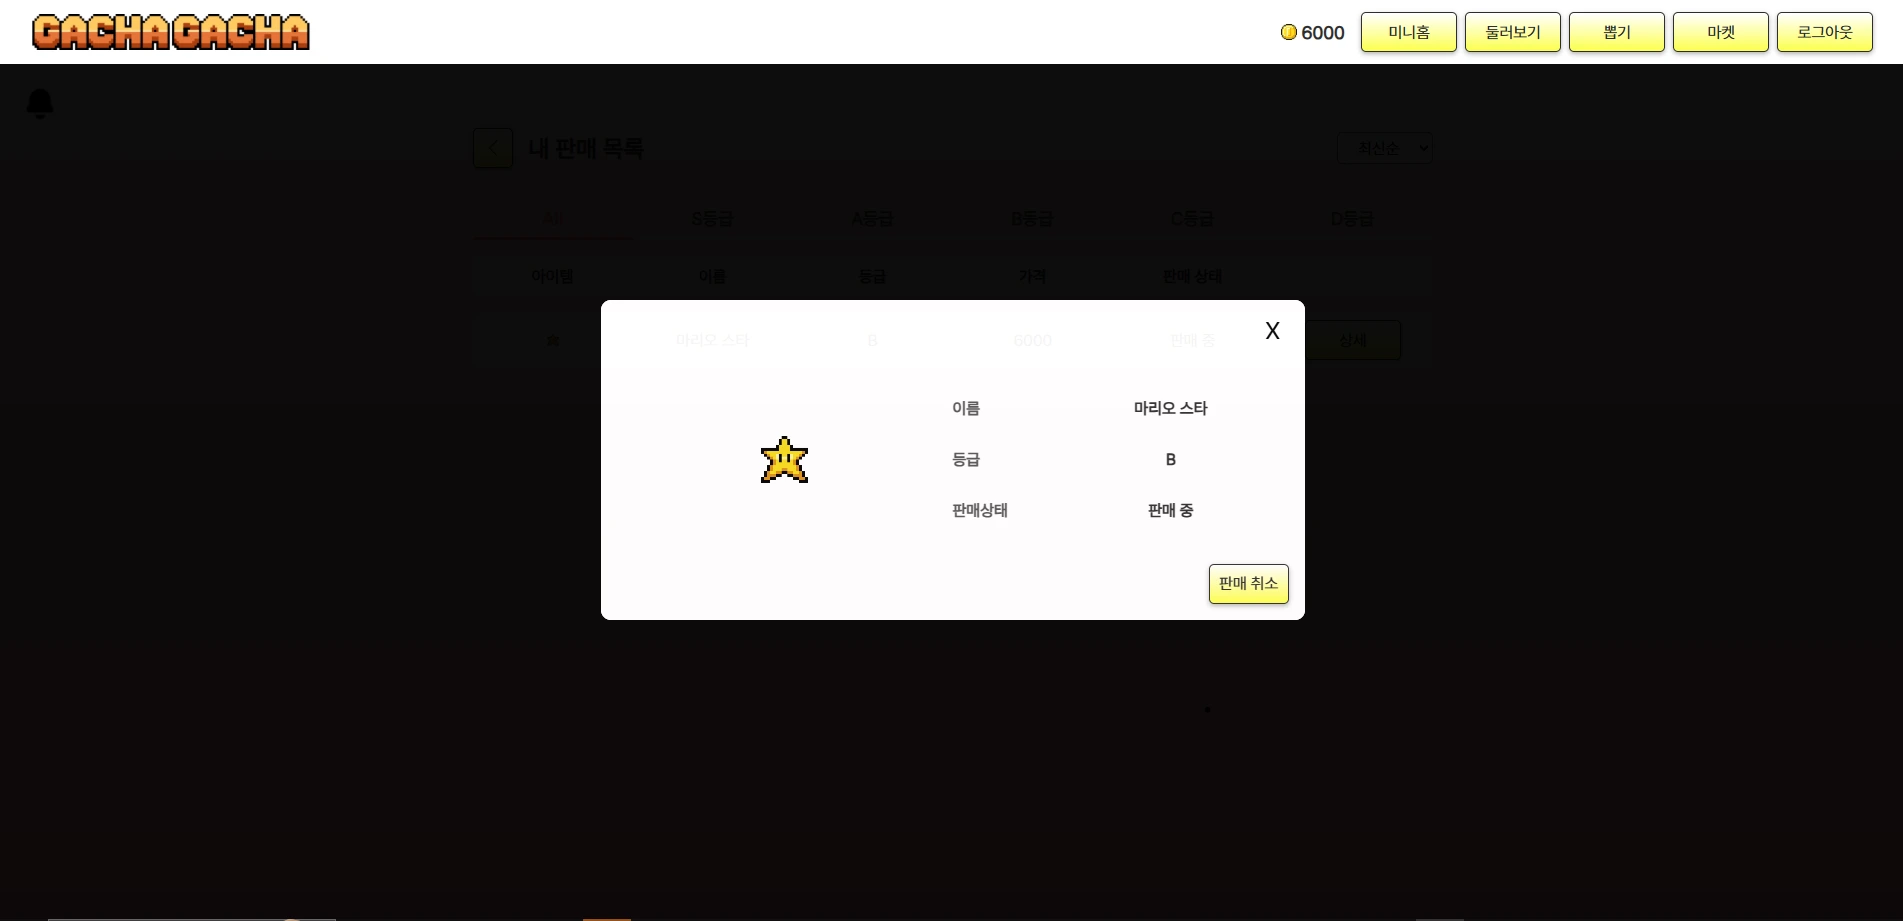 GACHA GACHA
6000 미니홈 둘러보기 뽑기 마켓 로그아웃
내 판매 목록 최신순
S등급 A등급 B등급 C등급 D등급
아이템 이름 등급 가격 판매 상태
마리오 스타 B 6000 판매 중 상세
X
이름 마리오 스타
등급 B
판매상태 판매 중
판매 취소